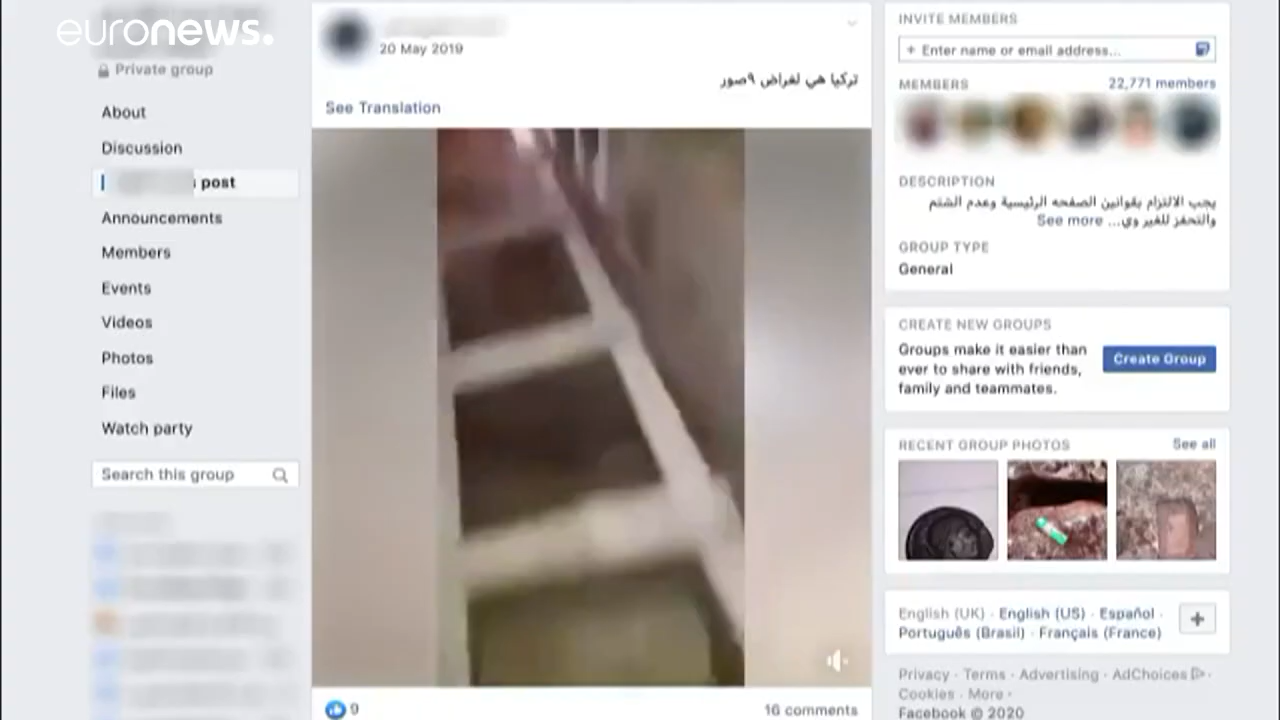 euronews.
Private group
About
Discussion
post
Announcements
Members
Events
Videos
Photos
Files
Watch party
Search this group
20 May 2019
تركيا هي لغراض ٩صور
See Translation
9
16 comments
INVITE MEMBERS
+ Enter name or email address...
MEMBERS
22,771 members
DESCRIPTION
يجب الالتزام بقوانين الصفحه الرئيسية وعدم الشتم
والتحفز للغير وي... See more
GROUP TYPE
General
CREATE NEW GROUPS
Groups make it easier than
ever to share with friends,
family and teammates.
Create Group
RECENT GROUP PHOTOS
See all
English (UK) · English (US) · Español ·
Português (Brasil) · Français (France)
Privacy · Terms · Advertising · AdChoices ·
Cookies · More ·
Facebook © 2020